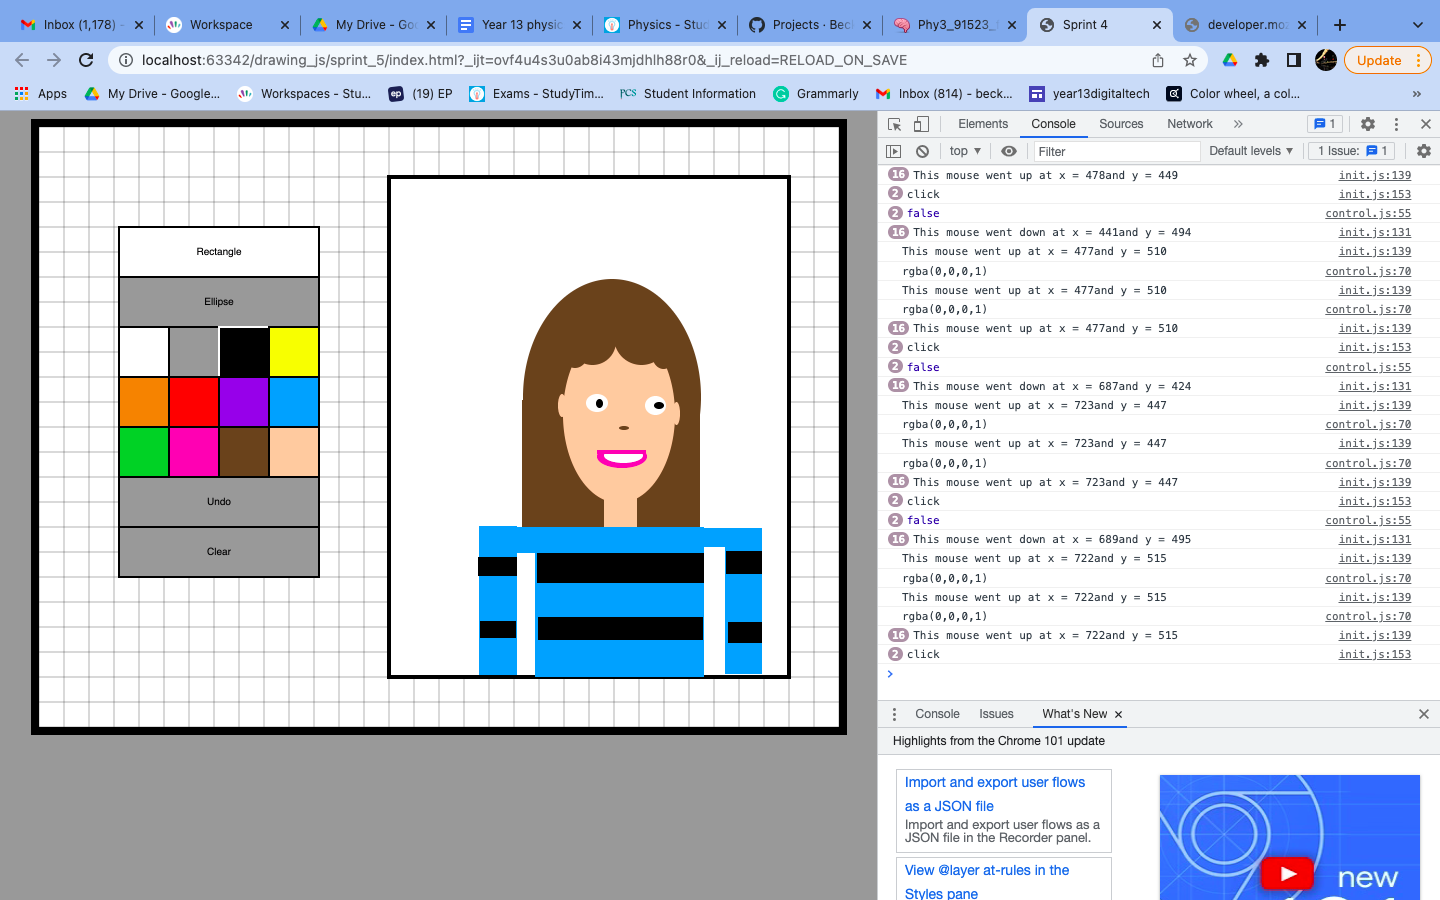 Inbox (1,178) -
Workspace
My Drive - Goo
Year 13 physic
Physics - Stud
Projects · Beck
Phy3_91523_
Sprint 4
developer.moz
localhost:63342/drawing_js/sprint_5/index.html?_ijt=ovf4u4s3u0ab8i43mjdhlh88r0&_ij_reload=RELOAD_ON_SAVE
Update
Apps
My Drive - Google...
Workspaces - Stu...
ep
(19) EP
Exams - StudyTim...
PCS
Student Information
Grammarly
Inbox (814) - beck...
year13digitaltech
Color wheel, a col...
»
Rectangle
Ellipse
Undo
Clear
Elements
Console
Sources
Network
»
1
top
Filter
Default levels
1 Issue: 1
16 This mouse went up at x = 478and y = 449 init.js:139
2 click init.js:153
2 false control.js:55
16 This mouse went down at x = 441and y = 494 init.js:131
This mouse went up at x = 477and y = 510 init.js:139
rgba(0,0,0,1) control.js:70
This mouse went up at x = 477and y = 510 init.js:139
rgba(0,0,0,1) control.js:70
16 This mouse went up at x = 477and y = 510 init.js:139
2 click init.js:153
2 false control.js:55
16 This mouse went down at x = 687and y = 424 init.js:131
This mouse went up at x = 723and y = 447 init.js:139
rgba(0,0,0,1) control.js:70
This mouse went up at x = 723and y = 447 init.js:139
rgba(0,0,0,1) control.js:70
16 This mouse went up at x = 723and y = 447 init.js:139
2 click init.js:153
2 false control.js:55
16 This mouse went down at x = 689and y = 495 init.js:131
This mouse went up at x = 722and y = 515 init.js:139
rgba(0,0,0,1) control.js:70
This mouse went up at x = 722and y = 515 init.js:139
rgba(0,0,0,1) control.js:70
16 This mouse went up at x = 722and y = 515 init.js:139
2 click init.js:153
>
Console
Issues
What's New
Highlights from the Chrome 101 update
Import and export user flows
as a JSON file
Import and export user flows as a
JSON file in the Recorder panel.
View @layer at-rules in the
Styles pane
new